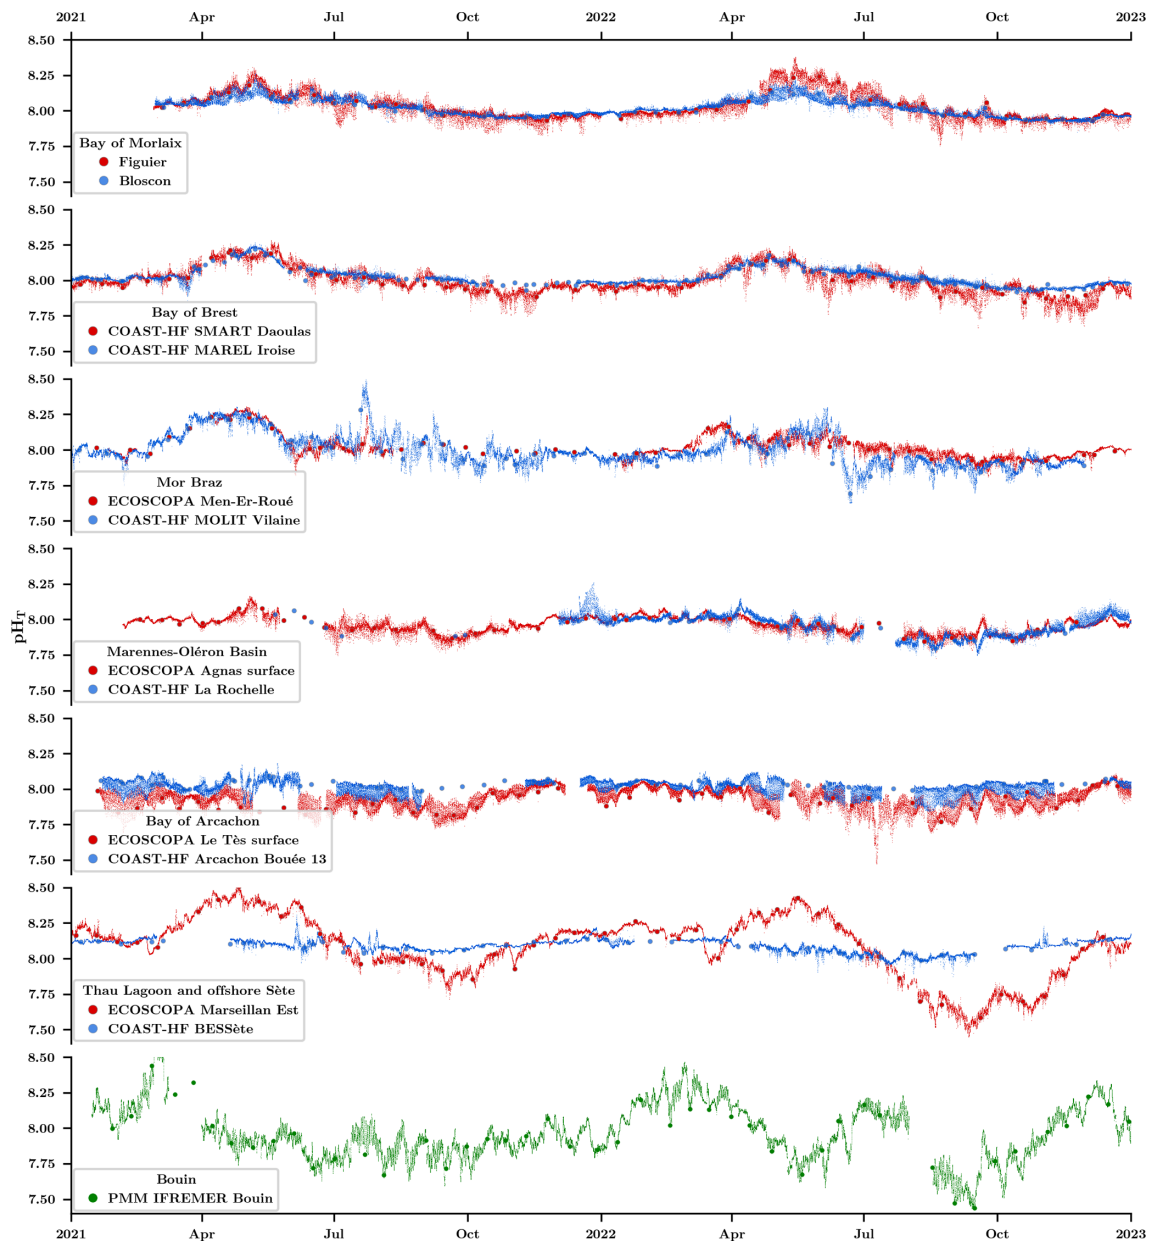 2021 Apr Jul Oct 2022 Apr Jul Oct 2023
8.50
8.25
8.00
7.75
7.50
Bay of Morlaix
Figuier
Bloscon
8.50
8.25
8.00
7.75
7.50
Bay of Brest
COAST-HF SMART Daoulas
COAST-HF MAREL Iroise
8.50
8.25
8.00
7.75
7.50
Mor Braz
ECOSCOPA Men-Er-Roué
COAST-HF MOLIT Vilaine
pHT
8.50
8.25
8.00
7.75
7.50
Marennes-Oléron Basin
ECOSCOPA Agnas surface
COAST-HF La Rochelle
8.50
8.25
8.00
7.75
7.50
Bay of Arcachon
ECOSCOPA Le Tès surface
COAST-HF Arcachon Bouée 13
8.50
8.25
8.00
7.75
7.50
Thau Lagoon and offshore Sète
ECOSCOPA Marseillan Est
COAST-HF BESSète
8.50
8.25
8.00
7.75
7.50
Bouin
PMM IFREMER Bouin
2021 Apr Jul Oct 2022 Apr Jul Oct 2023